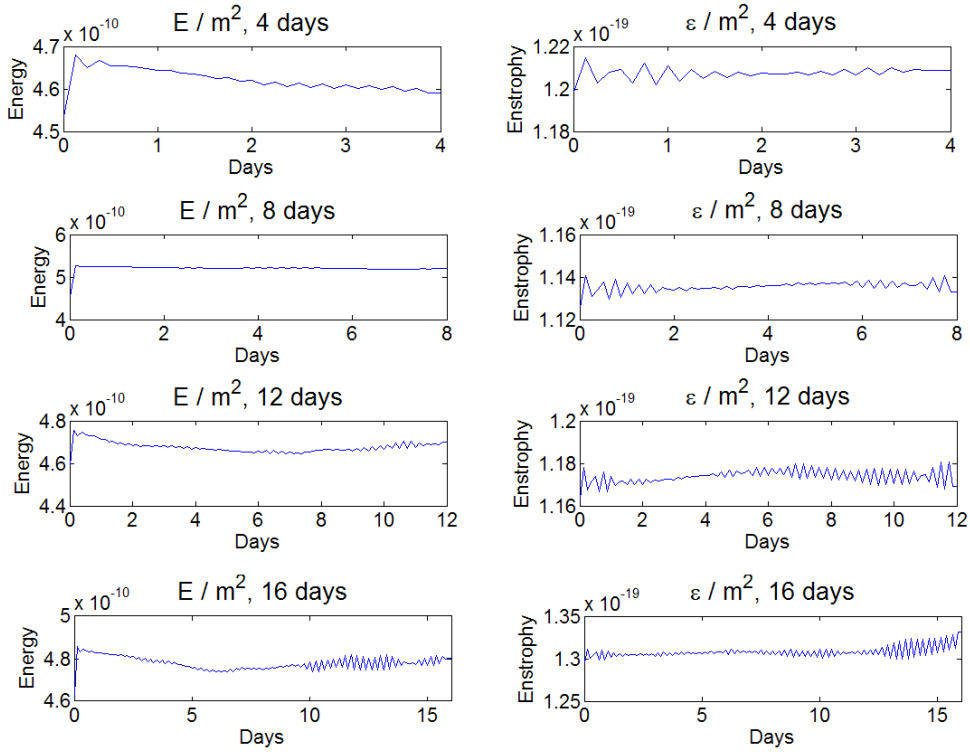 E / m², 4 days
x 10⁻¹⁰
Energy
4.7
4.6
4.5
0 1 2 3 4
Days
ε / m², 4 days
x 10⁻¹⁹
Enstrophy
1.22
1.2
1.18
0 1 2 3 4
Days
E / m², 8 days
x 10⁻¹⁰
Energy
6
5
4
0 2 4 6 8
Days
ε / m², 8 days
x 10⁻¹⁹
Enstrophy
1.16
1.14
1.12
0 2 4 6 8
Days
E / m², 12 days
x 10⁻¹⁰
Energy
4.8
4.6
4.4
0 2 4 6 8 10 12
Days
ε / m², 12 days
x 10⁻¹⁹
Enstrophy
1.2
1.18
1.16
0 2 4 6 8 10 12
Days
E / m², 16 days
x 10⁻¹⁰
Energy
5
4.8
4.6
0 5 10 15
Days
ε / m², 16 days
x 10⁻¹⁹
Enstrophy
1.35
1.3
1.25
0 5 10 15
Days